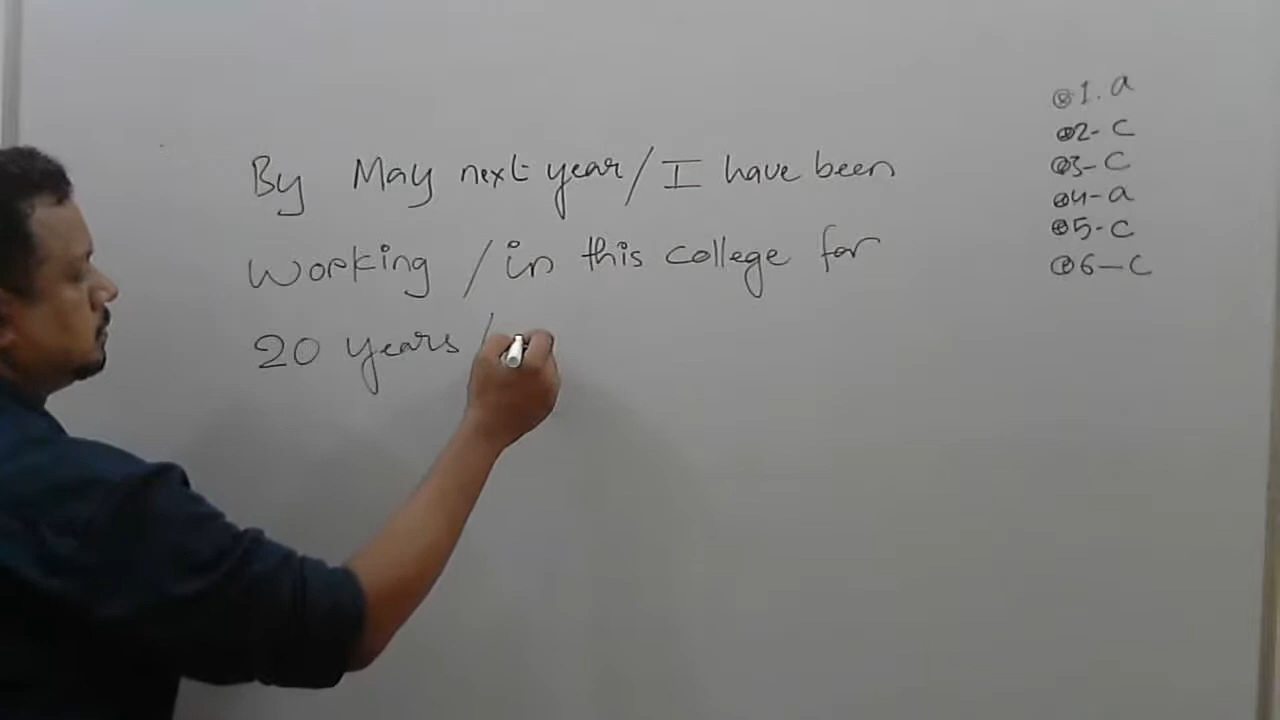 By May next year / I have been
working / in this college for
20 years /
1. a
2- c
3- c
4- a
5- c
6- c